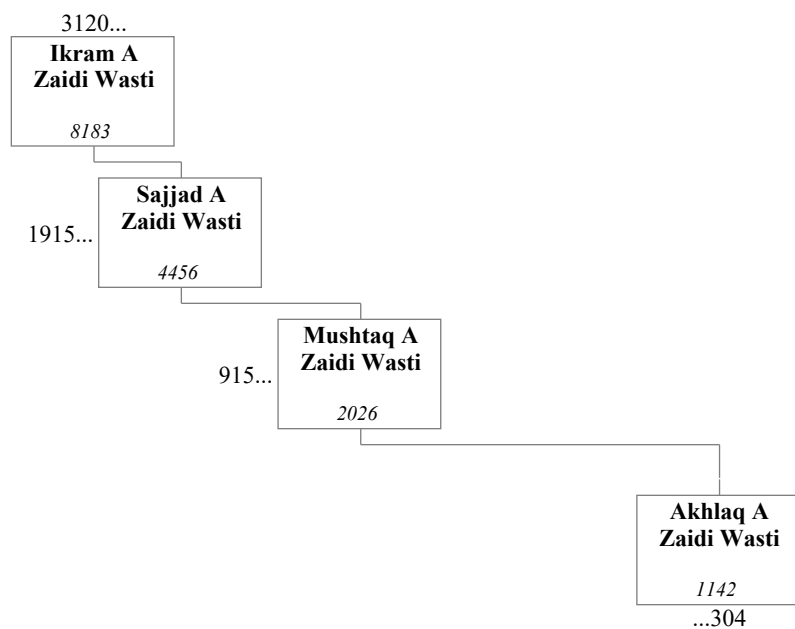 3120...
Ikram A
Zaidi Wasti
8183
Sajjad A
Zaidi Wasti
1915...
4456
Mushtaq A
Zaidi Wasti
915...
2026
Akhlaq A
Zaidi Wasti
1142
...304